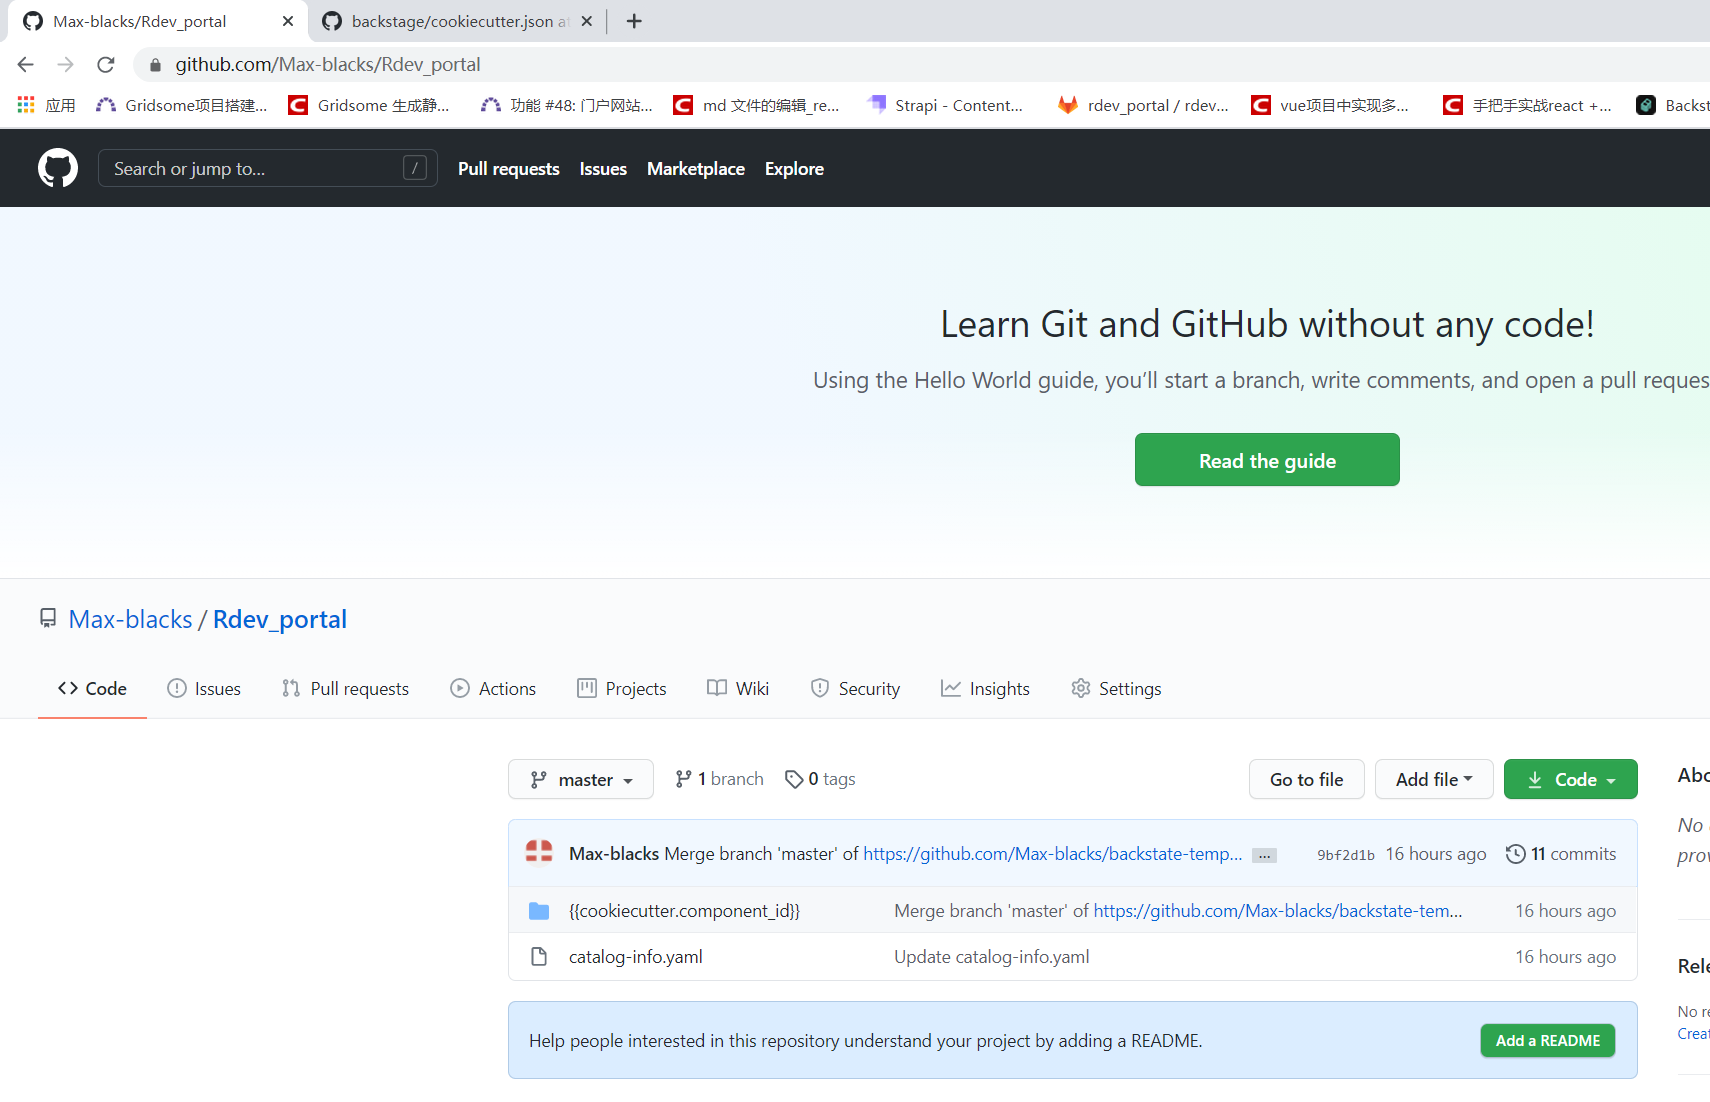 Max-blacks/Rdev_portal
backstage/cookiecutter.json at
github.com/Max-blacks/Rdev_portal
应用 Gridsome项目搭建... Gridsome 生成静... 功能 #48: 门户网站... md 文件的编辑_re... Strapi - Content... rdev_portal / rdev... vue项目中实现多... 手把手实战react +... Backst
Search or jump to... / Pull requests Issues Marketplace Explore
Learn Git and GitHub without any code!
Using the Hello World guide, you’ll start a branch, write comments, and open a pull reques
Read the guide
Max-blacks / Rdev_portal
Code Issues Pull requests Actions Projects Wiki Security Insights Settings
master 1 branch 0 tags Go to file Add file Code
Max-blacks Merge branch 'master' of https://github.com/Max-blacks/backstate-temp... ... 9bf2d1b 16 hours ago 11 commits
{{cookiecutter.component_id}} Merge branch 'master' of https://github.com/Max-blacks/backstate-tem... 16 hours ago
catalog-info.yaml Update catalog-info.yaml 16 hours ago
Help people interested in this repository understand your project by adding a README. Add a README
Abo
No
prov
Rele
No re
Creat